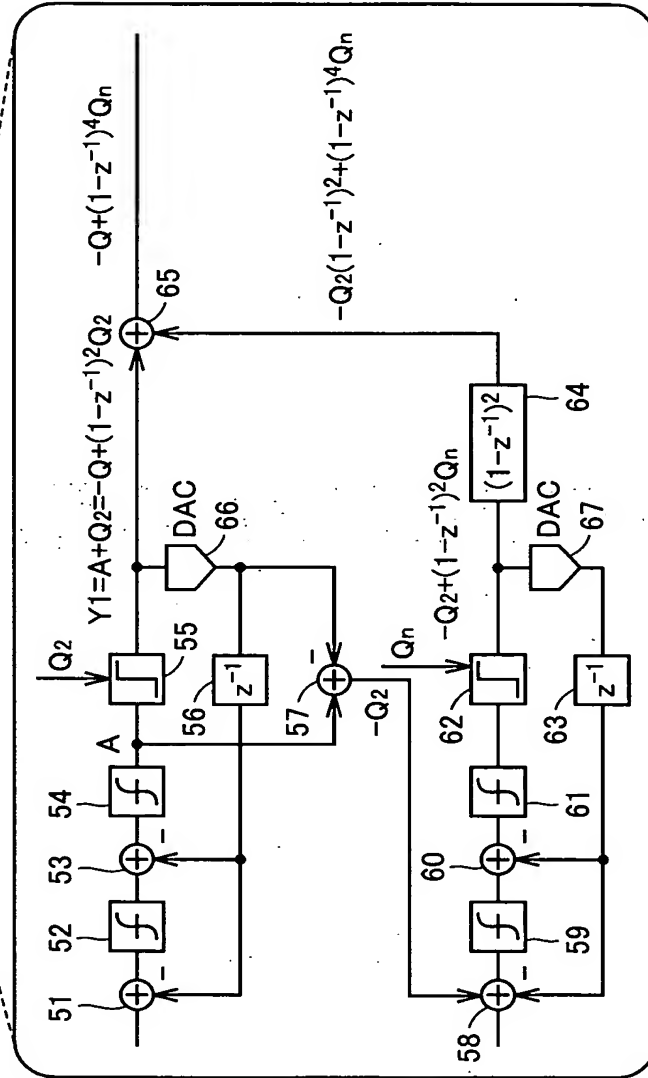 Q2
Y1=A+Q2=-Q+(1-z⁻¹)²Q2
-Q+(1-z⁻¹)⁴Qn
51
52
53
54
A
55
65
-
-
DAC
66
56
z⁻¹
57
-
-Q2
-Q2(1-z⁻¹)²+(1-z⁻¹)⁴Qn
Qn
-Q2+(1-z⁻¹)²Qn
58
59
60
61
62
(1-z⁻¹)²
64
-
-
DAC
67
63
z⁻¹